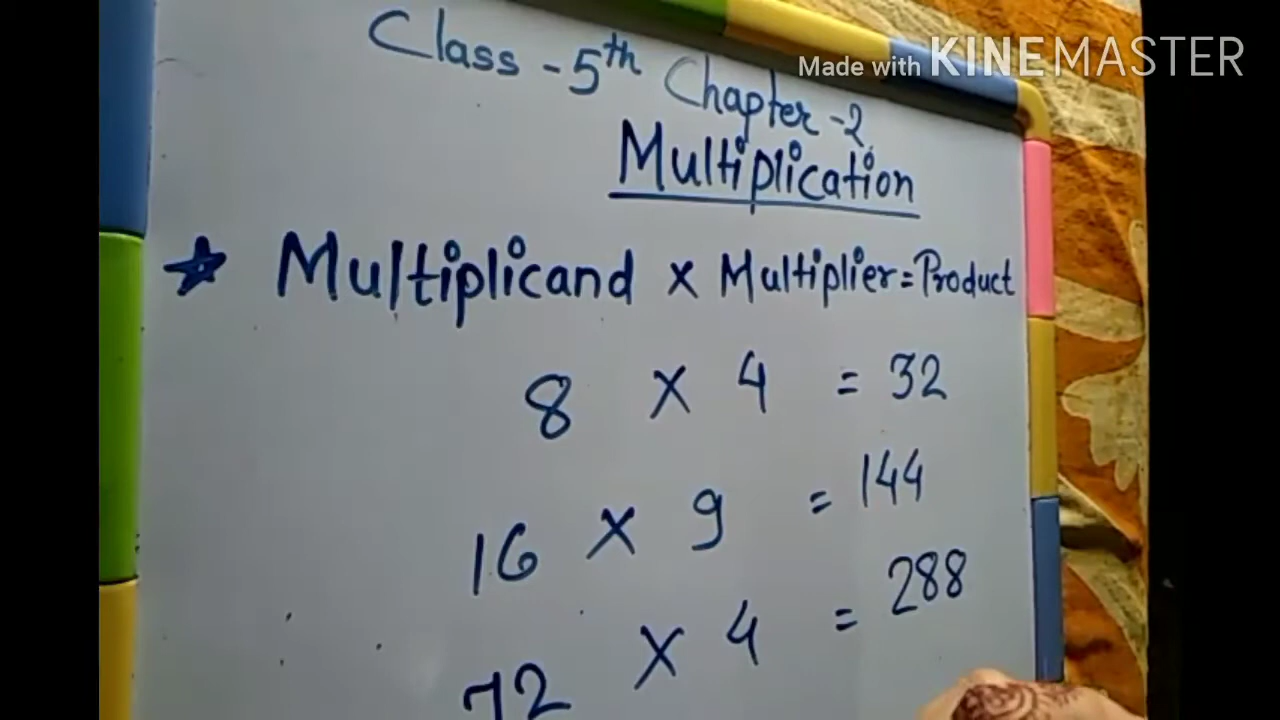 Made with KINEMASTER
Class - 5th Chapter - 2
Multiplication
★ Multiplicand x Multiplier = Product
8 x 4 = 32
16 x 9 = 144
72 x 4 = 288